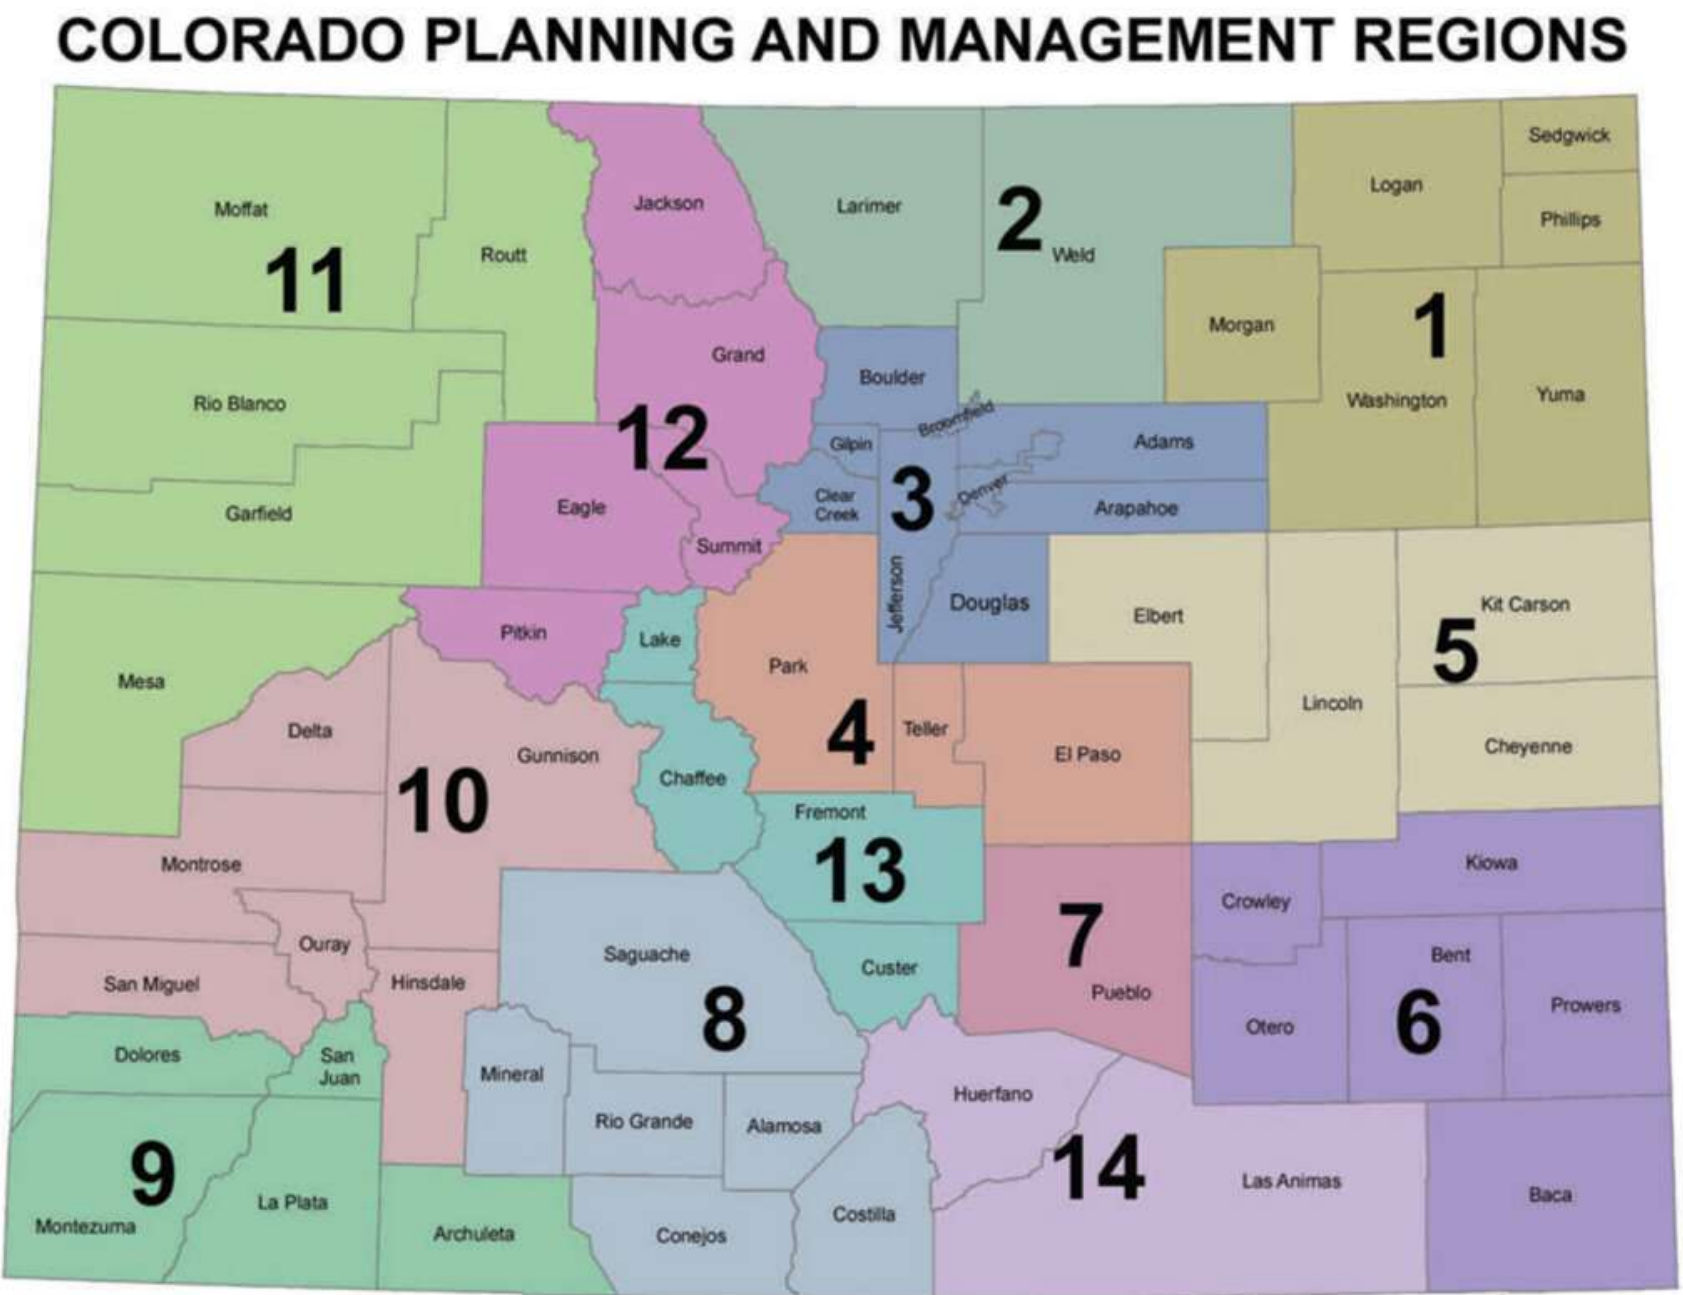 COLORADO PLANNING AND MANAGEMENT REGIONS
Sedgwick
Logan
Moffat
Jackson
Larimer
2
Weld
Phillips
Routt
11
Morgan
1
Grand
Boulder
Rio Blanco
Washington
Yuma
12
Broomfield
Gilpin
Adams
3
Denver
Clear
Creek
Arapahoe
Garfield
Eagle
Summit
Jefferson
Douglas
Elbert
Kit Carson
5
Pitkin
Lake
Park
Mesa
Lincoln
Delta
4
Teller
Gunnison
El Paso
Cheyenne
Chaffee
10
Fremont
13
Montrose
Kiowa
Crowley
7
Ouray
Saguache
Custer
Bent
San Miguel
Hinsdale
Pueblo
8
Otero
6
Prowers
Dolores
San
Juan
Mineral
Huerfano
Rio Grande
Alamosa
9
14
Las Animas
Baca
La Plata
Costilla
Montezuma
Archuleta
Conejos